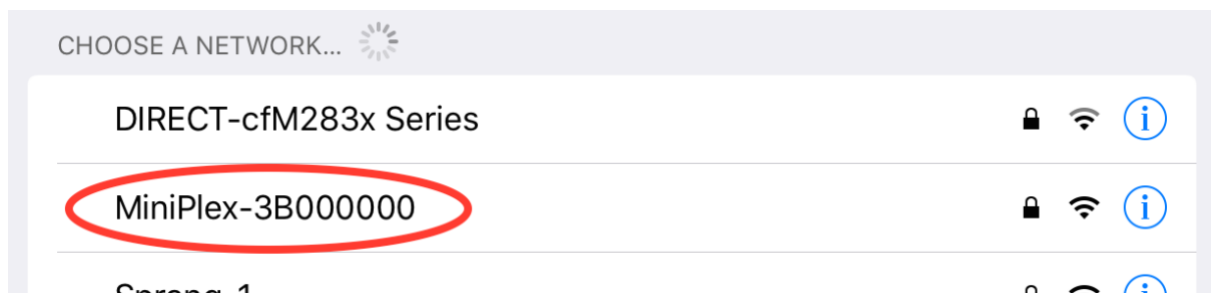 CHOOSE A NETWORK...
DIRECT-cfM283x Series
MiniPlex-3B000000